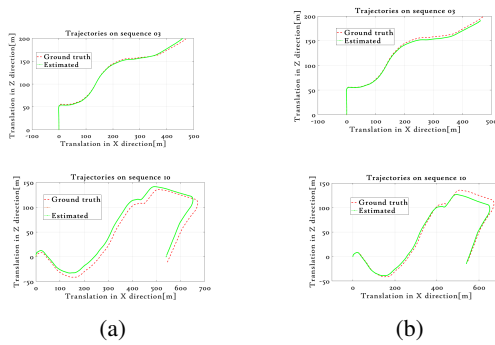 Trajectories on sequence 03
Translation in Z direction[m]
200
150
100
50
0
Ground truth
Estimated
-100 0 100 200 300 400 500
Translation in X direction[m]
Trajectories on sequence 03
Translation in Z direction[m]
200
150
100
50
0
Ground truth
Estimated
-100 0 100 200 300 400 500
Translation in X direction[m]
Trajectories on sequence 10
Translation in Z direction[m]
150
100
50
0
-50
Ground truth
Estimated
0 100 200 300 400 500 600 700
Translation in X direction[m]
Trajectories on sequence 10
Translation in Z direction[m]
150
100
50
0
-50
Ground truth
Estimated
0 200 400 600
Translation in X direction[m]
(a) (b)